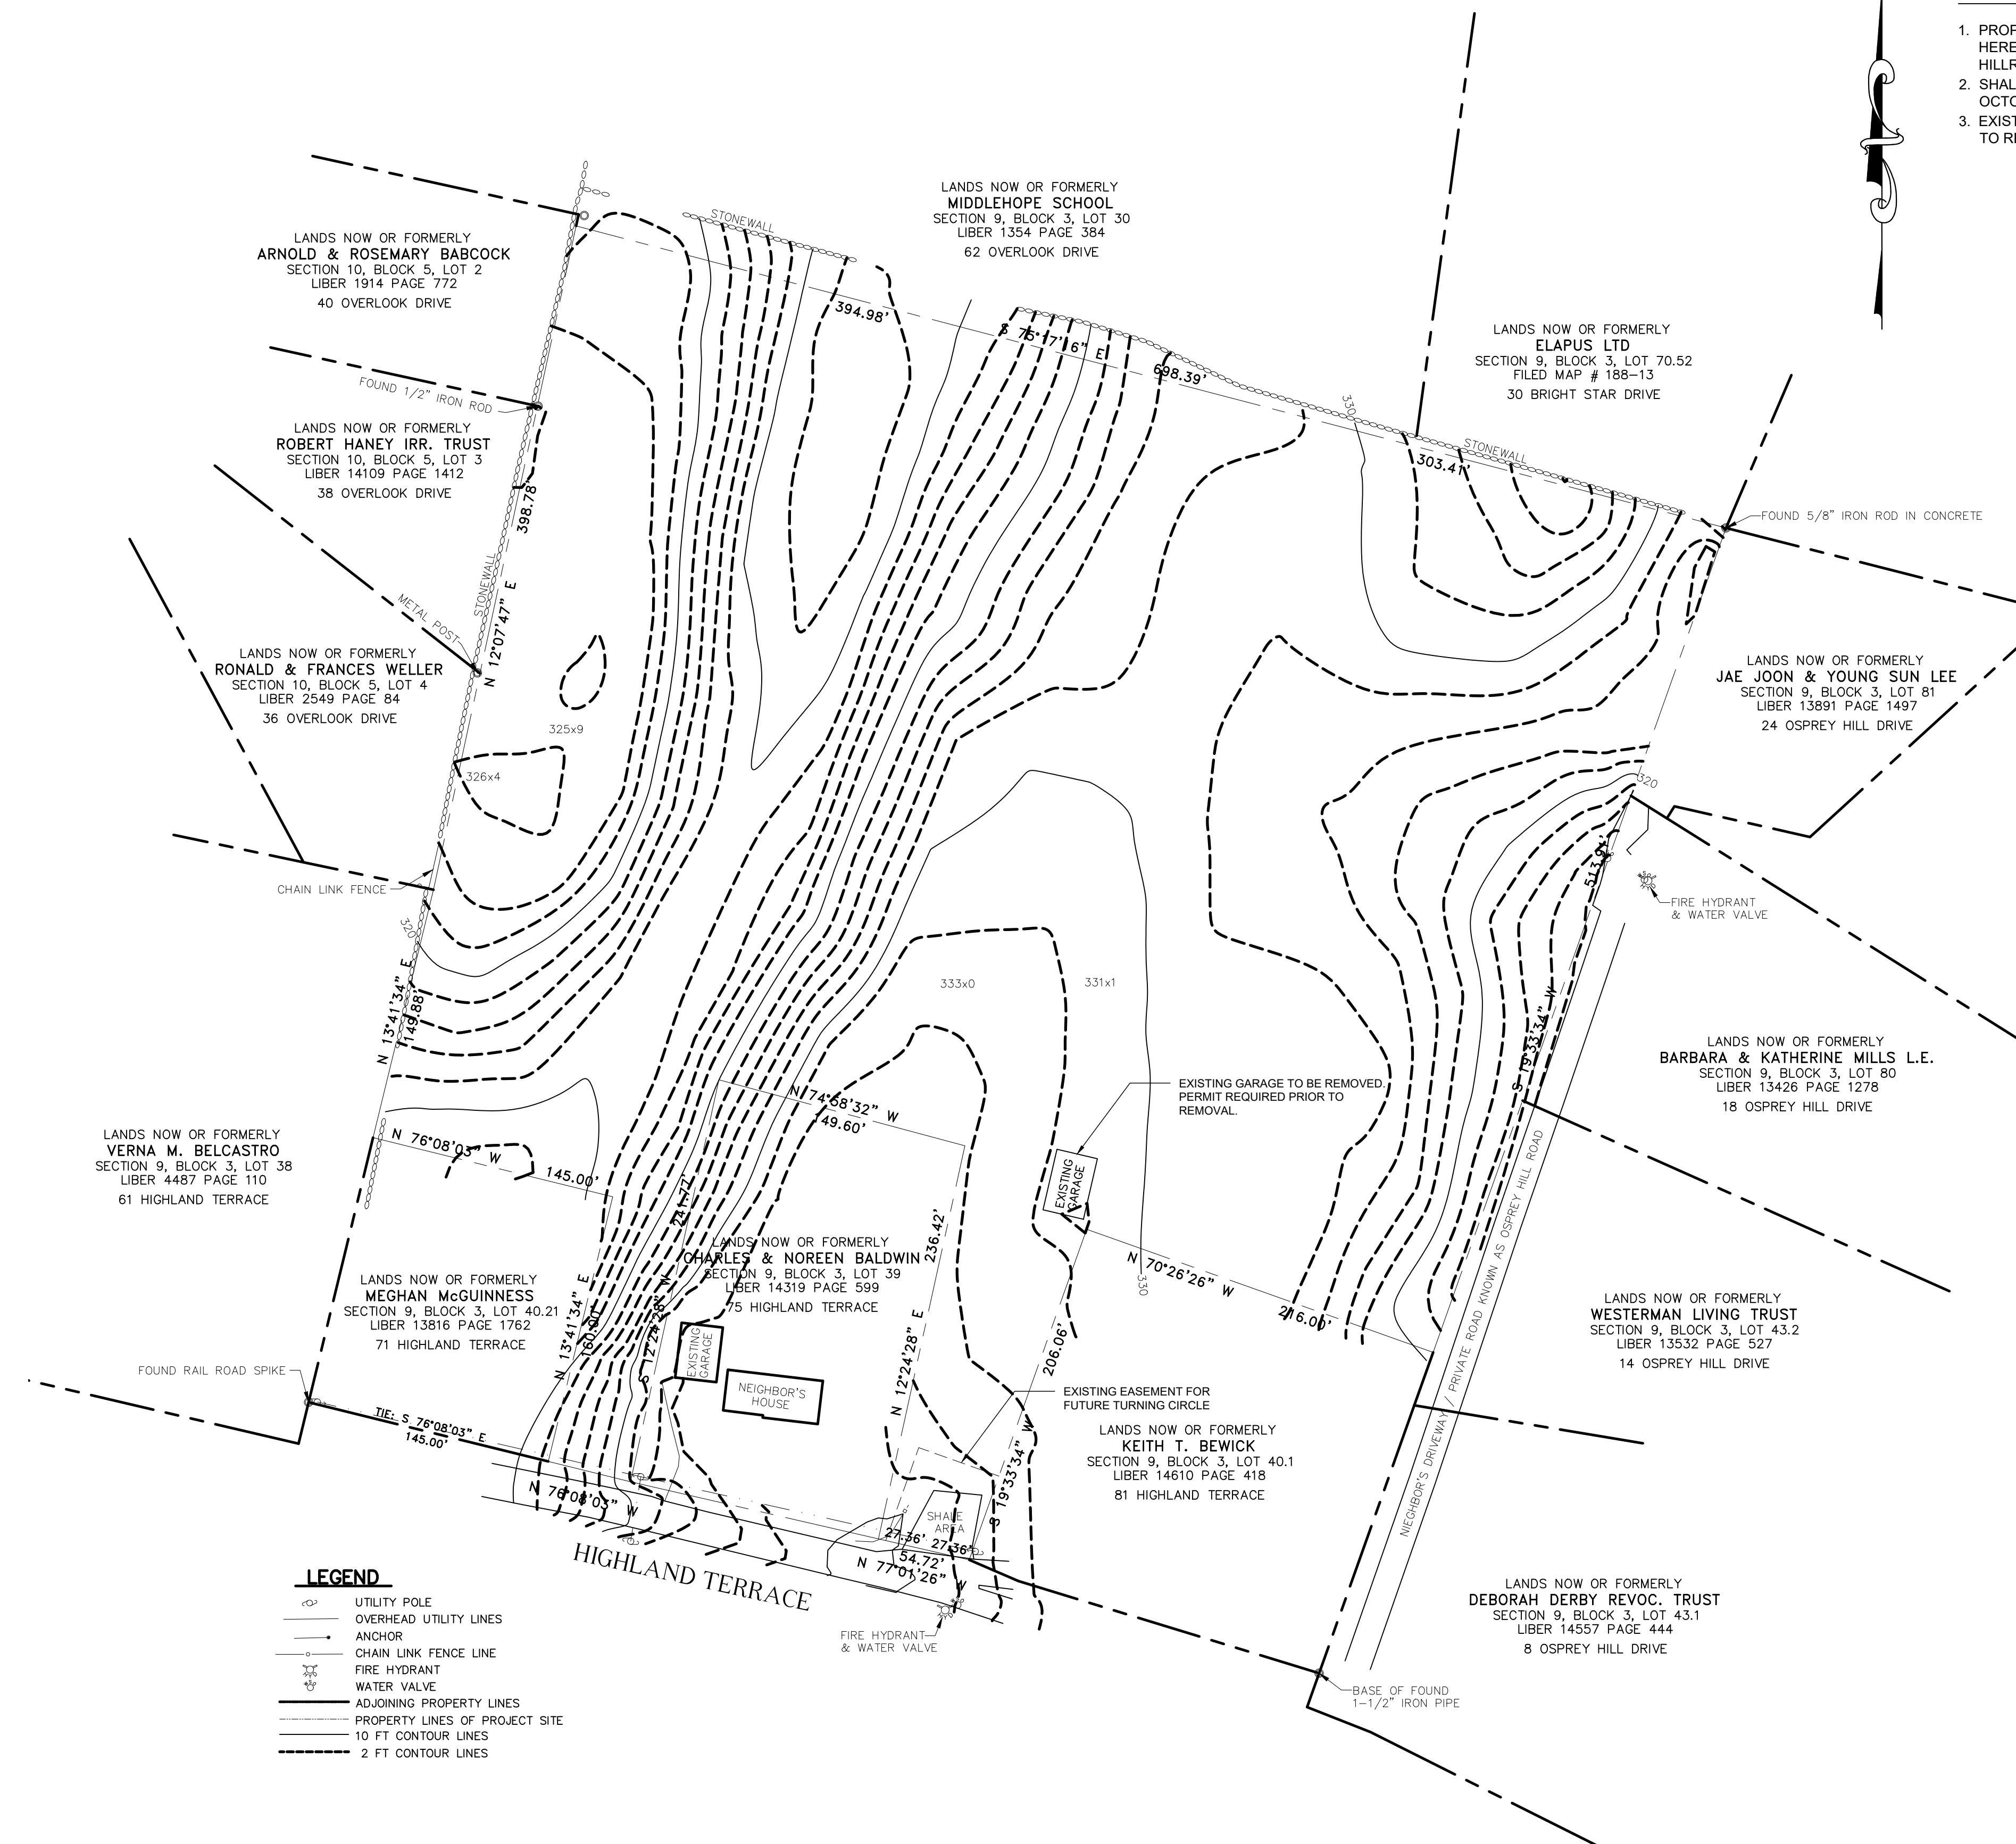 1. PROP
HERE
HILLR
2. SHAL
OCTO
3. EXIST
TO RE
LANDS NOW OR FORMERLY
MIDDLEHOPE SCHOOL
SECTION 9, BLOCK 3, LOT 30
LIBER 1354 PAGE 384
62 OVERLOOK DRIVE
STONEWALL
LANDS NOW OR FORMERLY
ARNOLD & ROSEMARY BABCOCK
SECTION 10, BLOCK 5, LOT 2
LIBER 1914 PAGE 772
40 OVERLOOK DRIVE
394.98'
S 75°17'16" E
698.39'
LANDS NOW OR FORMERLY
ELAPUS LTD
SECTION 9, BLOCK 3, LOT 70.52
FILED MAP # 188-13
30 BRIGHT STAR DRIVE
330
STONEWALL
303.41'
FOUND 1/2" IRON ROD
LANDS NOW OR FORMERLY
ROBERT HANEY IRR. TRUST
SECTION 10, BLOCK 5, LOT 3
LIBER 14109 PAGE 1412
38 OVERLOOK DRIVE
398.78'
FOUND 5/8" IRON ROD IN CONCRETE
STONEWALL
N 12°07'47" E
METAL POST
LANDS NOW OR FORMERLY
RONALD & FRANCES WELLER
SECTION 10, BLOCK 5, LOT 4
LIBER 2549 PAGE 84
36 OVERLOOK DRIVE
325x9
326x4
LANDS NOW OR FORMERLY
JAE JOON & YOUNG SUN LEE
SECTION 9, BLOCK 3, LOT 81
LIBER 13891 PAGE 1497
24 OSPREY HILL DRIVE
320
513.91'
FIRE HYDRANT
& WATER VALVE
CHAIN LINK FENCE
320
N 13°41'34" E
149.88'
333x0
331x1
S 19°33'34" W
LANDS NOW OR FORMERLY
BARBARA & KATHERINE MILLS L.E.
SECTION 9, BLOCK 3, LOT 80
LIBER 13426 PAGE 1278
18 OSPREY HILL DRIVE
EXISTING GARAGE TO BE REMOVED.
PERMIT REQUIRED PRIOR TO
REMOVAL.
N 74°58'32" W
149.60'
LANDS NOW OR FORMERLY
VERNA M. BELCASTRO
SECTION 9, BLOCK 3, LOT 38
LIBER 4487 PAGE 110
61 HIGHLAND TERRACE
N 76°08'03" W
145.00'
EXISTING
GARAGE
241.77'
236.42'
LANDS NOW OR FORMERLY
CHARLES & NOREEN BALDWIN
SECTION 9, BLOCK 3, LOT 39
LIBER 14319 PAGE 599
75 HIGHLAND TERRACE
N 70°26'26" W
216.00'
330
LANDS NOW OR FORMERLY
MEGHAN McGUINNESS
SECTION 9, BLOCK 3, LOT 40.21
LIBER 13816 PAGE 1762
71 HIGHLAND TERRACE
N 13°41'34" E
160.00'
S 12°24'28" W
EXISTING
GARAGE
NEIGHBOR'S
HOUSE
N 12°24'28" E
206.06'
S 19°33'34" W
EXISTING EASEMENT FOR
FUTURE TURNING CIRCLE
LANDS NOW OR FORMERLY
KEITH T. BEWICK
SECTION 9, BLOCK 3, LOT 40.1
LIBER 14610 PAGE 418
81 HIGHLAND TERRACE
NIEGHBOR'S DRIVEWAY / PRIVATE ROAD KNOWN AS OSPREY HILL ROAD
LANDS NOW OR FORMERLY
WESTERMAN LIVING TRUST
SECTION 9, BLOCK 3, LOT 43.2
LIBER 13532 PAGE 527
14 OSPREY HILL DRIVE
FOUND RAIL ROAD SPIKE
TIE: S 76°08'03" E
145.00'
N 76°08'03" W
SHALE
AREA
27.36' 27.36'
54.72'
N 77°01'26" W
HIGHLAND TERRACE
FIRE HYDRANT
& WATER VALVE
LANDS NOW OR FORMERLY
DEBORAH DERBY REVOC. TRUST
SECTION 9, BLOCK 3, LOT 43.1
LIBER 14557 PAGE 444
8 OSPREY HILL DRIVE
BASE OF FOUND
1-1/2" IRON PIPE
LEGEND
UTILITY POLE
OVERHEAD UTILITY LINES
ANCHOR
CHAIN LINK FENCE LINE
FIRE HYDRANT
WATER VALVE
ADJOINING PROPERTY LINES
PROPERTY LINES OF PROJECT SITE
10 FT CONTOUR LINES
2 FT CONTOUR LINES